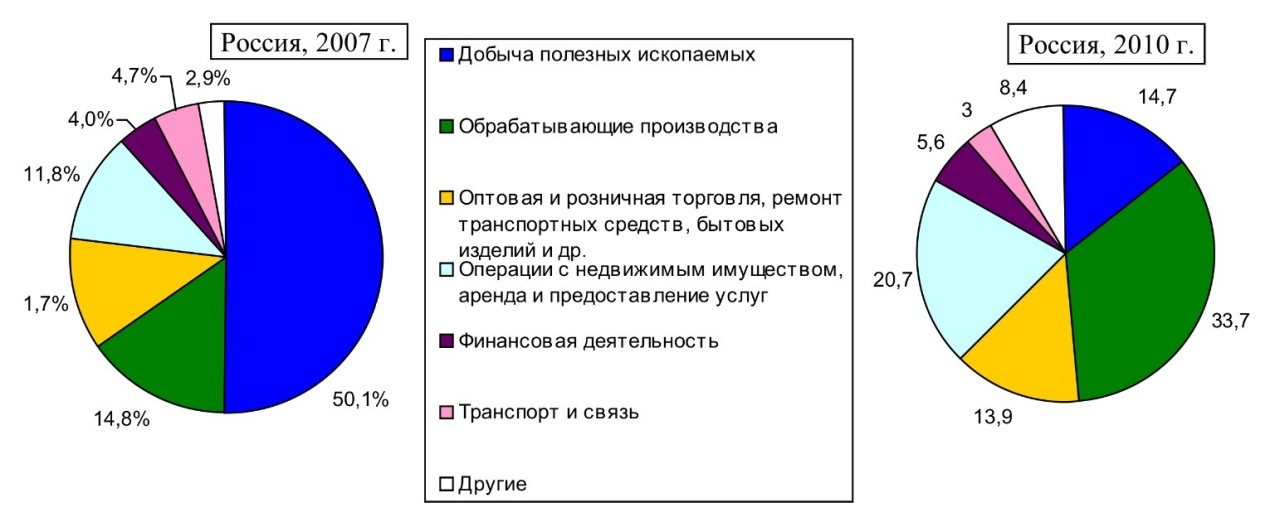 Россия, 2007 г.
4,7%
2,9%
4,0%
11,8%
1,7%
14,8%
50,1%
Добыча полезных ископаемых
Обрабатывающие производства
Оптовая и розничная торговля, ремонт
транспортных средств, бытовых
изделий и др.
Операции с недвижимым имуществом,
аренда и предоставление услуг
Финансовая деятельность
Транспорт и связь
Другие
Россия, 2010 г.
8,4
14,7
3
5,6
20,7
33,7
13,9